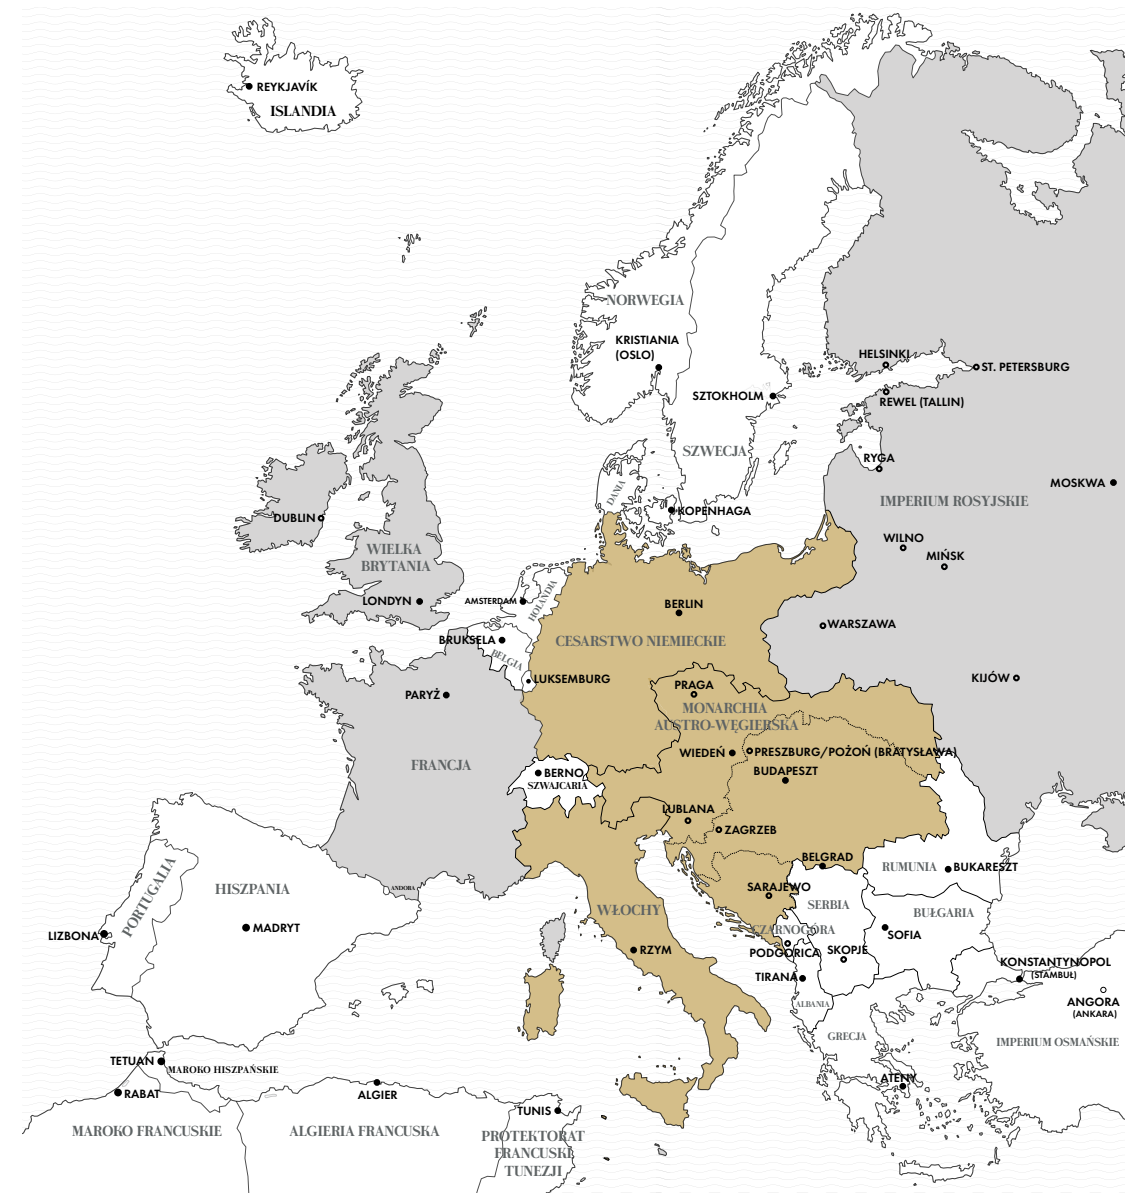 REYKJAVÍK
ISLANDIA
NORWEGIA
KRISTIANIA
(OSLO)
HELSINKI
ST. PETERSBURG
SZTOKHOLM
REWEL (TALLIN)
SZWECJA
RYGA
MOSKWA
DANIA
IMPERIUM ROSYJSKIE
KOPENHAGA
DUBLIN
WILNO
WIELKA
BRYTANIA
MIŃSK
LONDYN
AMSTERDAM
HOLANDIA
BERLIN
WARSZAWA
BRUKSELA
BELGIA
CESARSTWO NIEMIECKIE
LUKSEMBURG
KIJÓW
PARYŻ
PRAGA
MONARCHIA
AUSTRO-WĘGIERSKA
WIEDEŃ
PRESZBURG/POŻOŃ (BRATYSŁAWA)
FRANCJA
BERNO
SZWAJCARIA
BUDAPESZT
LUBLANA
ZAGRZEB
BELGRAD
RUMUNIA
BUKARESZT
ANDORA
HISZPANIA
PORTUGALIA
SARAJEWO
SERBIA
WŁOCHY
BUŁGARIA
LIZBONA
MADRYT
CZARNOGÓRA
SOFIA
RZYM
PODGORICA
SKOPJE
KONSTANTYNOPOL
(STAMBUŁ)
TIRANA
ALBANIA
ANGORA
(ANKARA)
GRECJA
IMPERIUM OSMAŃSKIE
TETUAN
MAROKO HISZPAŃSKIE
ATENY
RABAT
ALGIER
TUNIS
MAROKO FRANCUSKIE
ALGIERIA FRANCUSKA
PROTEKTORAT
FRANCUSKI
TUNEZJI